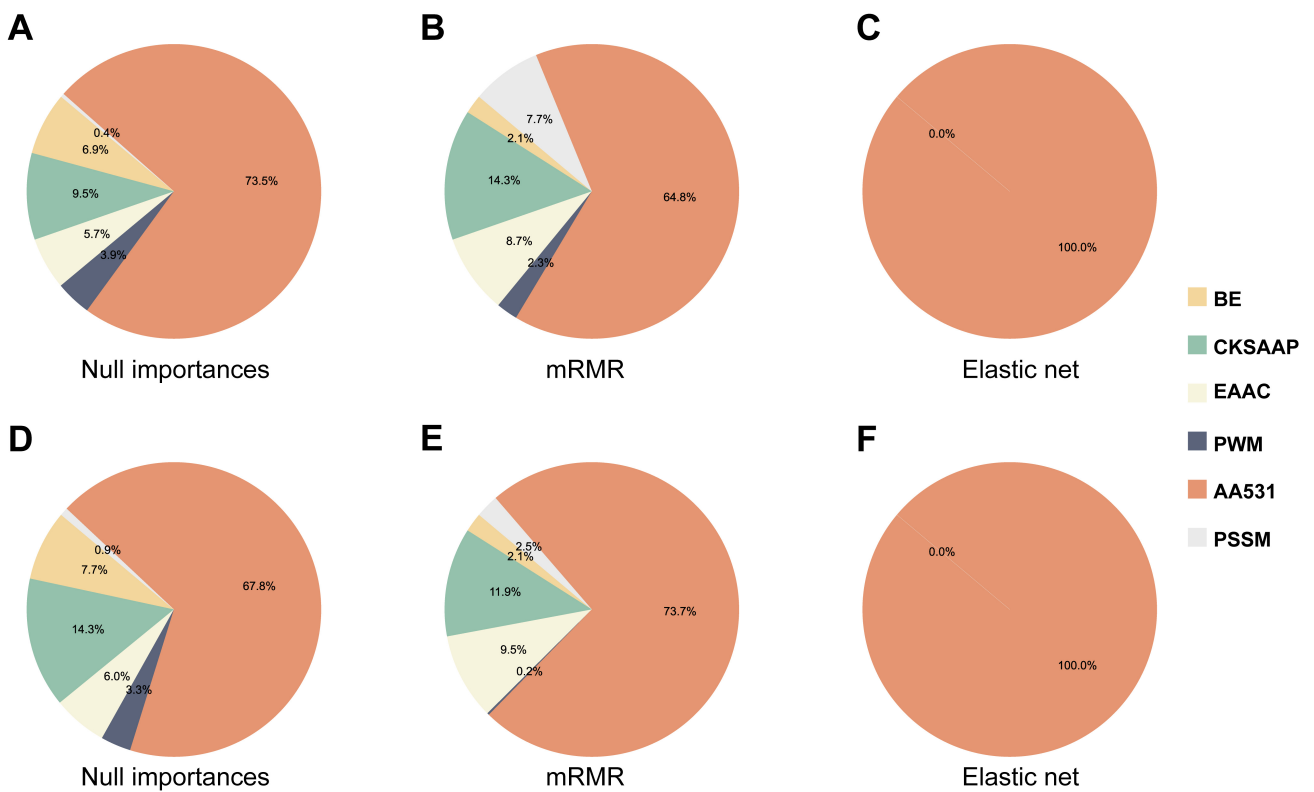 A
B
C
0.4%
6.9%
9.5%
5.7%
3.9%
73.5%
7.7%
2.1%
14.3%
8.7%
2.3%
64.8%
0.0%
100.0%
Null importances
mRMR
Elastic net
BE
CKSAAP
EAAC
PWM
AA531
PSSM
D
E
F
0.9%
7.7%
14.3%
6.0%
3.3%
67.8%
2.5%
2.1%
11.9%
9.5%
0.2%
73.7%
0.0%
100.0%
Null importances
mRMR
Elastic net